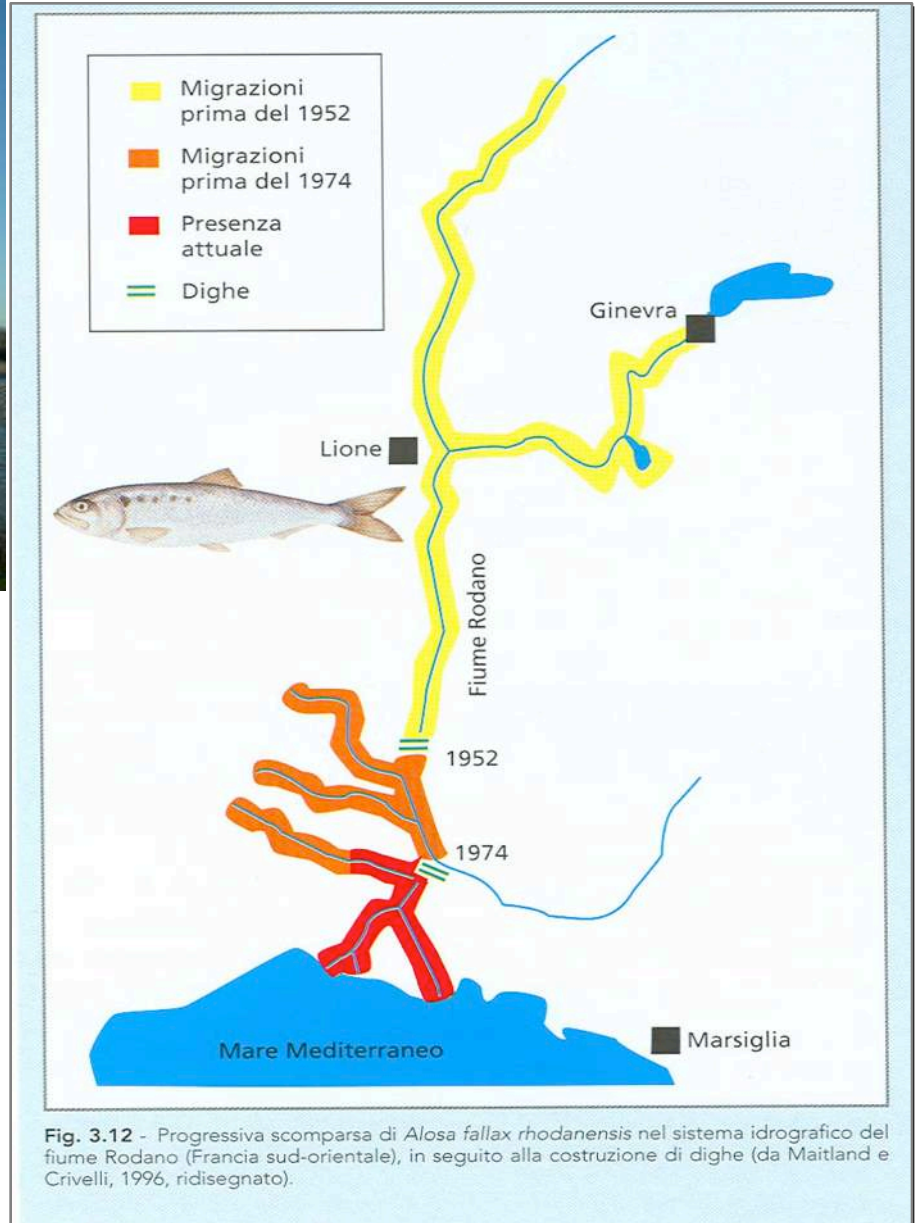 Migrazioni
prima del 1952
Migrazioni
prima del 1974
Presenza
attuale
Dighe
Ginevra
Lione
Fiume Rodano
1952
1974
Mare Mediterraneo
Marsiglia
Fig. 3.12 - Progressiva scomparsa di Alosa fallax rhodanensis nel sistema idrografico del
fiume Rodano (Francia sud-orientale), in seguito alla costruzione di dighe (da Maitland e
Crivelli, 1996, ridisegnato).